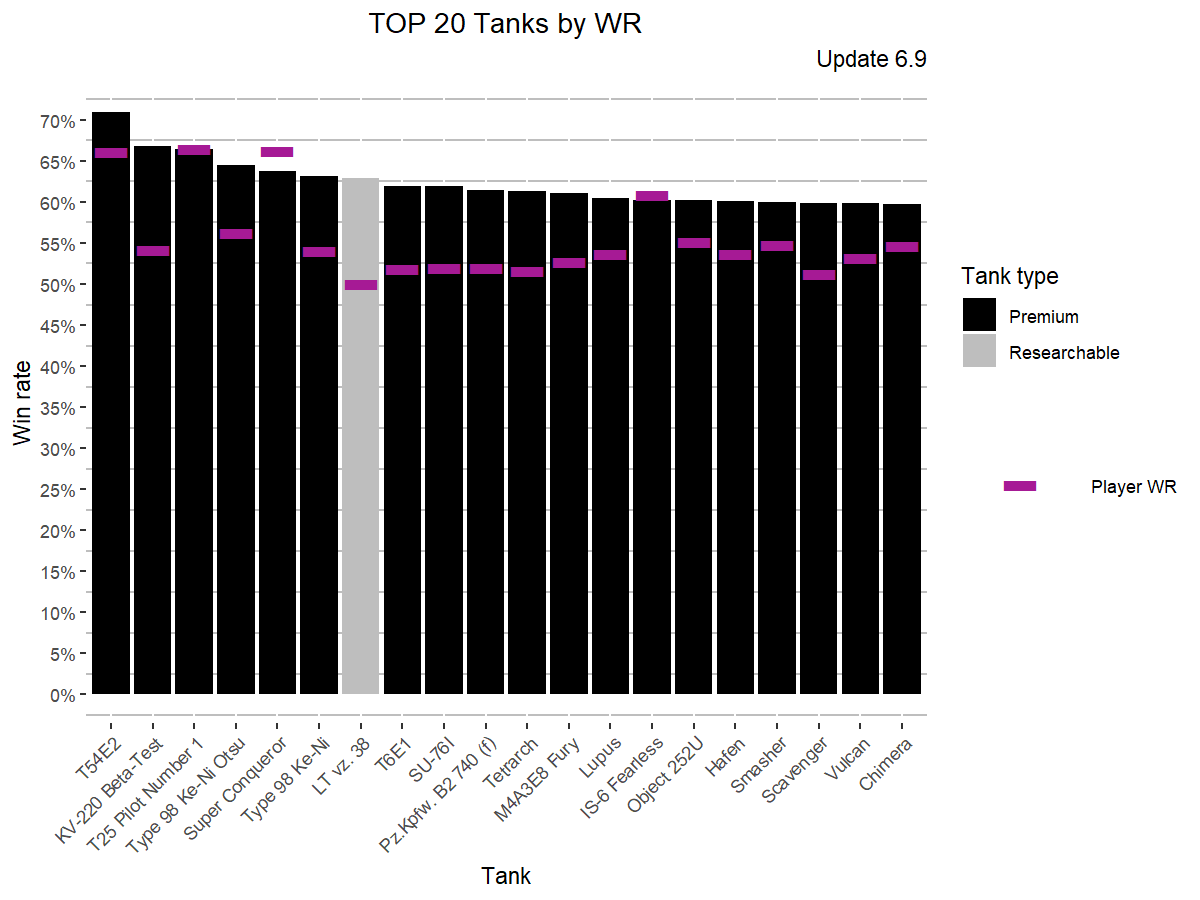 TOP 20 Tanks by WR
Update 6.9
70%
65%
60%
55%
50%
45%
40%
35%
30%
25%
20%
15%
10%
5%
0%
Win rate
T54E2
KV-220 Beta-Test
T25 Pilot Number 1
Type 98 Ke-Ni Otsu
Super Conqueror
Type 98 Ke-Ni
LT vz. 38
T6E1
SU-76I
Pz.Kpfw. B2 740 (f)
Tetrarch
M4A3E8 Fury
Lupus
IS-6 Fearless
Object 252U
Hafen
Smasher
Scavenger
Vulcan
Chimera
Tank
Tank type
Premium
Researchable
Player WR